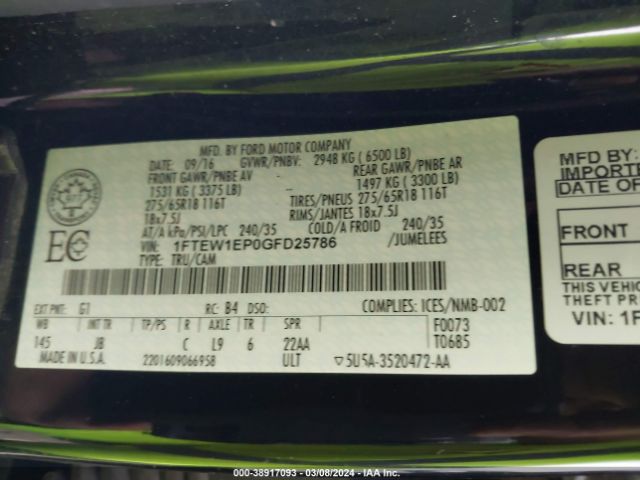 MFD. BY FORD MOTOR COMPANY
DATE: 09/16 GVWR/PNBV: 2948 KG ( 6500 LB)
FRONT GAWR/PNBE AV REAR GAWR/PNBE AR
1531 KG ( 3375 LB) -- 1497 KG ( 3300 LB)
275/65R18 116T TIRES/PNEUS 275/65R18 116T
18x7.5J RIMS/JANTES 18x7.5J
AT/A kPa/PSI/LPC 240/35 COLD/A FROID 240/35
VIN: 1FTEW1EP0GFD25786 /JUMELEES
TYPE: TRU/CAM
EC
EXT PNT: G1 RC: B4 DSO: COMPLIES: ICES/NMB-002
WB INT TR TP/PS R AXLE TR SPR F0073
145 JB C L9 6 22AA T0685
MADE IN U.S.A. 2201609066958 ULT 5U5A-3520472-AA
MFD BY:
IMPORTE
DATE OF
FRONT
REAR
THIS VEHIC
THEFT PR
VIN: 1F
000-38917093 - 03/08/2024 - IAA Inc.